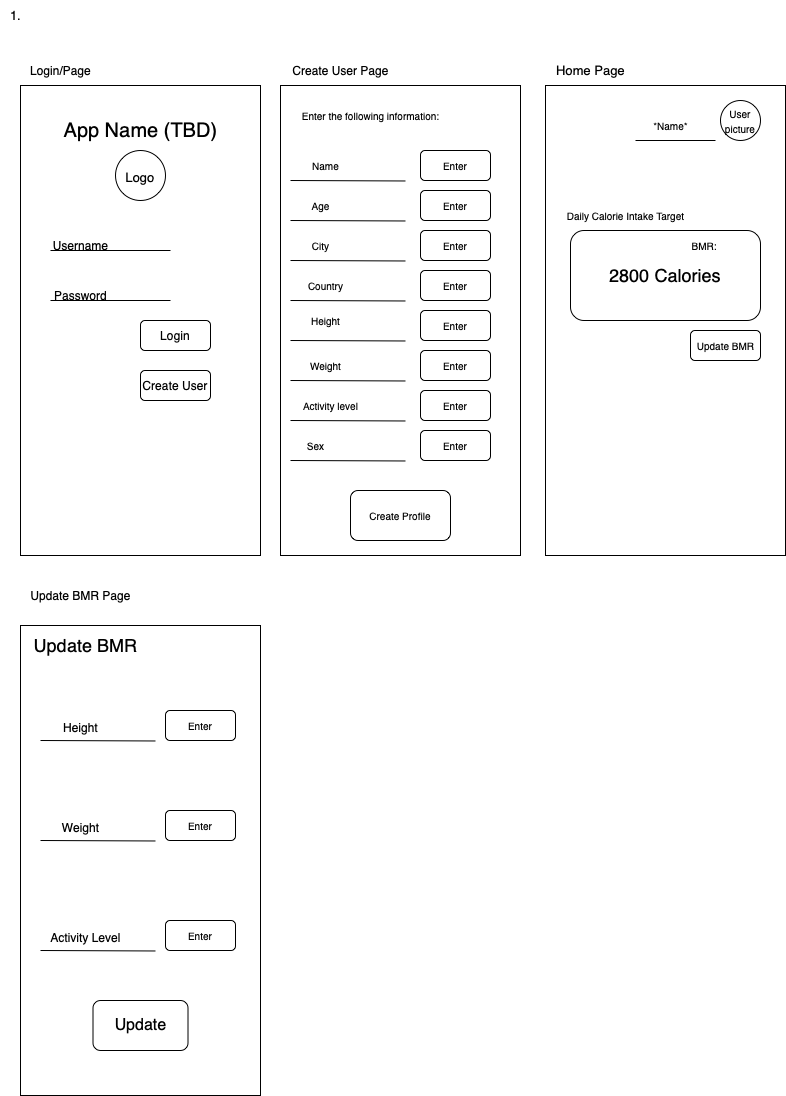 1.
Login/Page
App Name (TBD)
Logo
Username
Password
Login
Create User
Create User Page
Enter the following information:
Name
Enter
Age
Enter
City
Enter
Country
Enter
Height
Enter
Weight
Enter
Activity level
Enter
Sex
Enter
Create Profile
Home Page
*Name*
User
picture
Daily Calorie Intake Target
BMR:
2800 Calories
Update BMR
Update BMR Page
Update BMR
Height
Enter
Weight
Enter
Activity Level
Enter
Update